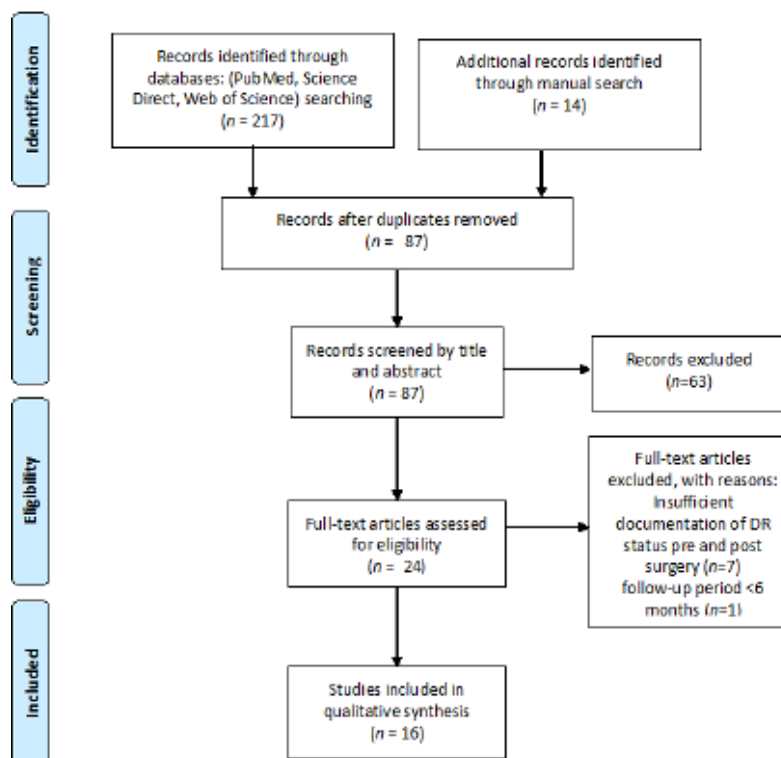 Identification
Records identified through
databases: (PubMed, Science
Direct, Web of Science) searching
(n = 217)
Additional records identified
through manual search
(n = 14)
Screening
Records after duplicates removed
(n = 87)
Records screened by title
and abstract
(n = 87)
Records excluded
(n=63)
Eligibility
Full-text articles assessed
for eligibility
(n = 24)
Full-text articles
excluded, with reasons:
Insufficient
documentation of DR
status pre and post
surgery (n=7)
follow-up period <6
months (n=1)
Included
Studies included in
qualitative synthesis
(n = 16)